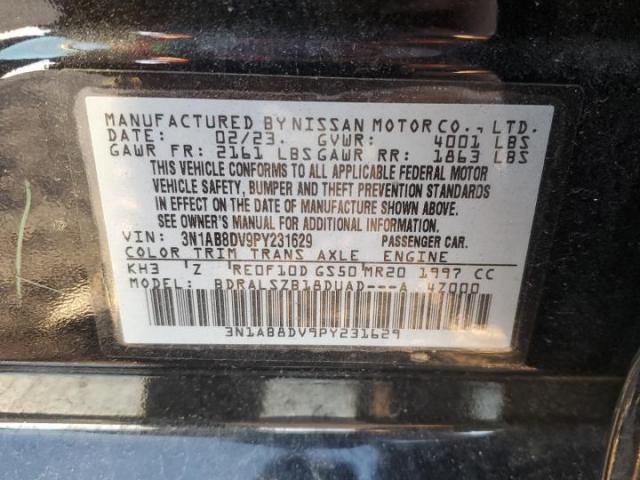 MANUFACTURED BY NISSAN MOTOR CO., LTD.
DATE: 02/23. GVWR: 4001 LBS
GAWR FR: 2161 LBS GAWR RR: 1863 LBS
THIS VEHICLE CONFORMS TO ALL APPLICABLE FEDERAL MOTOR
VEHICLE SAFETY, BUMPER AND THEFT PREVENTION STANDARDS
IN EFFECT ON THE DATE OF MANUFACTURE SHOWN ABOVE.
SEE OWNER'S MANUAL FOR ADDITIONAL INFORMATION.
VIN: 3N1AB8DV9PY231629 PASSENGER CAR.
COLOR TRIM TRANS AXLE ENGINE
KH3 Z RE0F10D GS50 MR20 1997 CC
MODEL: BDRALSZB18DUAD---A 4Z000
3N1AB8DV9PY231629